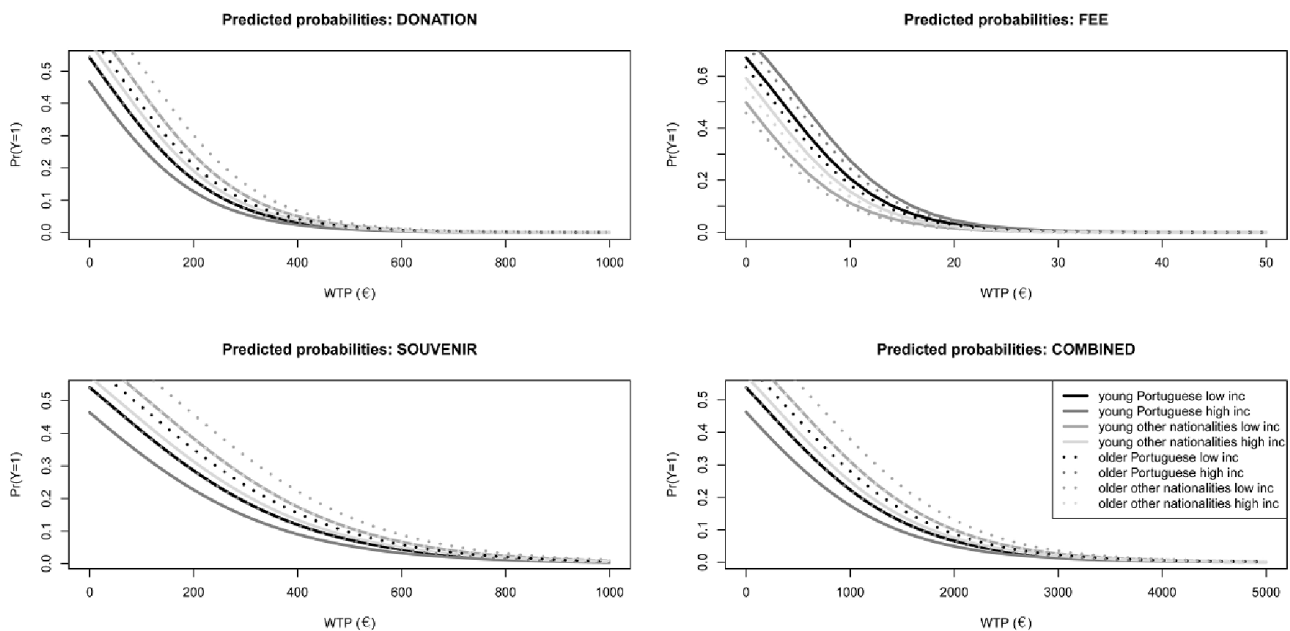 Predicted probabilities: DONATION
Pr(Y=1)
0.0 0.1 0.2 0.3 0.4 0.5
0 200 400 600 800 1000
WTP (€)
Predicted probabilities: FEE
Pr(Y=1)
0.0 0.2 0.4 0.6
0 10 20 30 40 50
WTP (€)
Predicted probabilities: SOUVENIR
Pr(Y=1)
0.0 0.1 0.2 0.3 0.4 0.5
0 200 400 600 800 1000
WTP (€)
Predicted probabilities: COMBINED
Pr(Y=1)
0.0 0.1 0.2 0.3 0.4 0.5
young Portuguese low inc
young Portuguese high inc
young other nationalities low inc
young other nationalities high inc
older Portuguese low inc
older Portuguese high inc
older other nationalities low inc
older other nationalities high inc
0 1000 2000 3000 4000 5000
WTP (€)